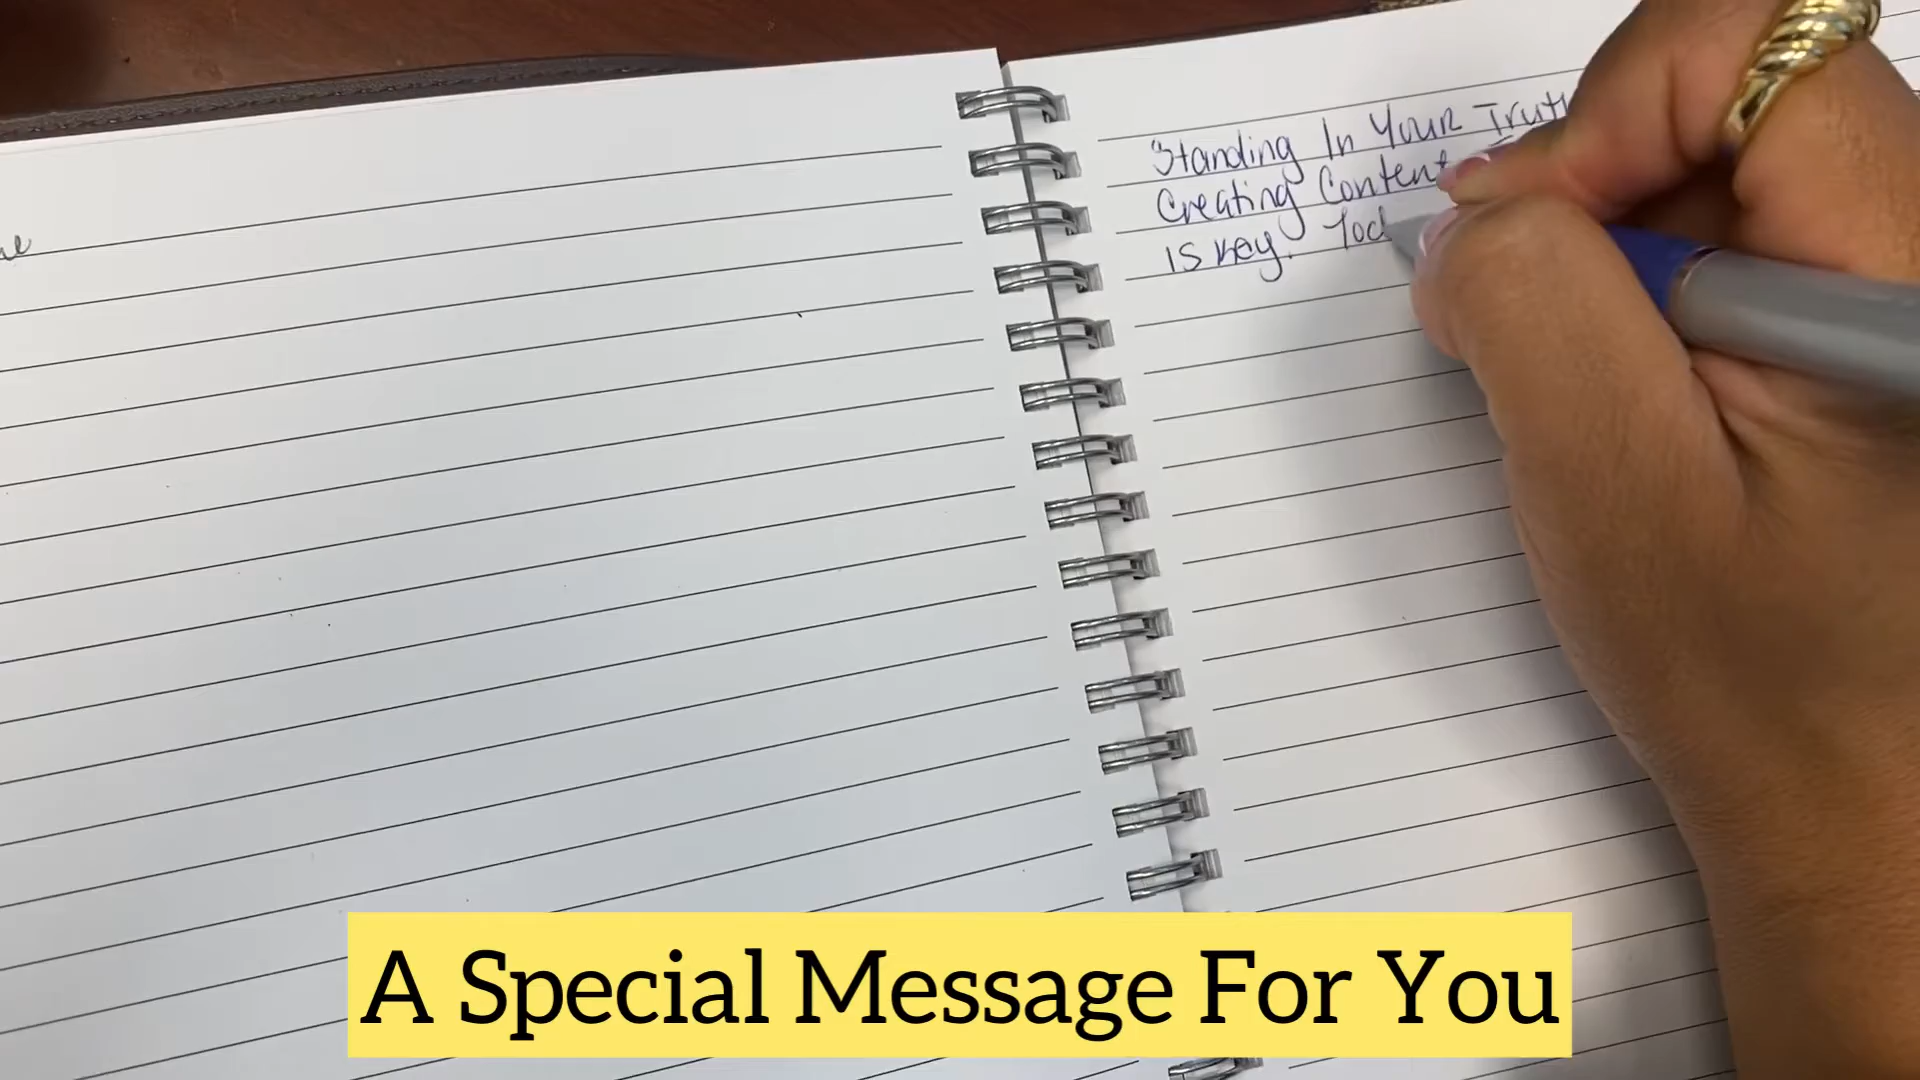 Standing In Your Truth
Creating Content
is key.
A Special Message For You